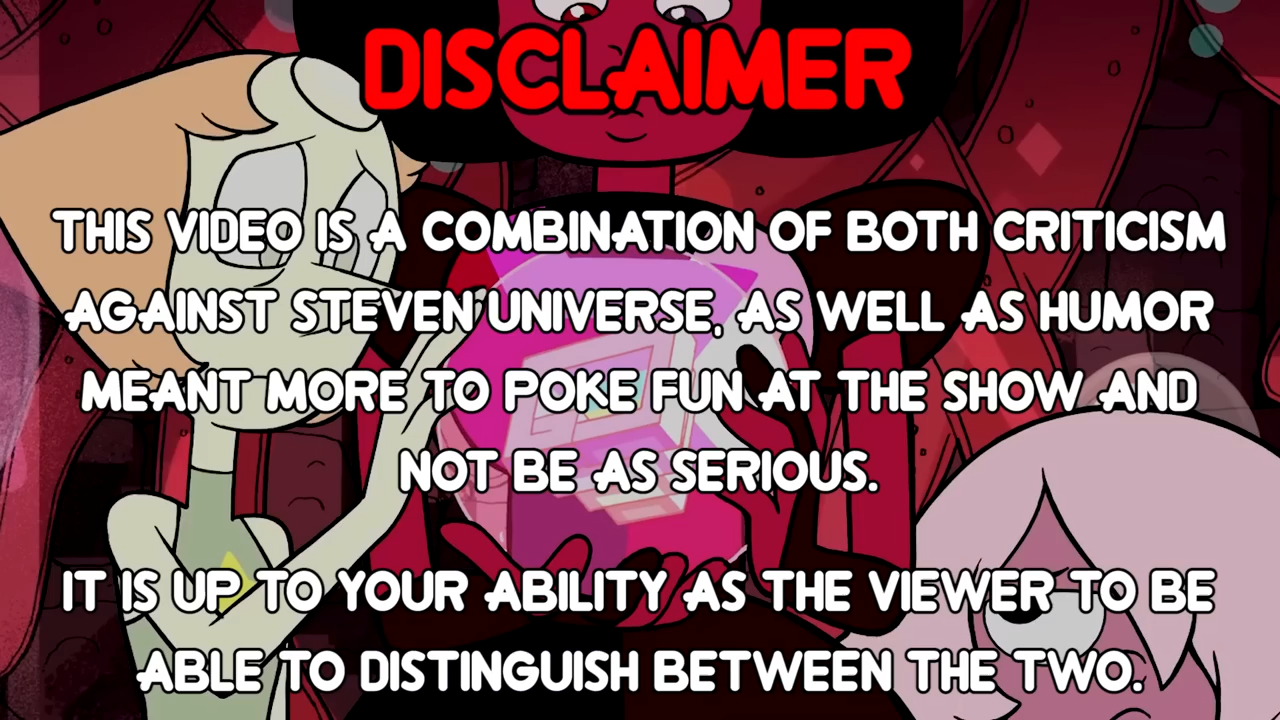 DISCLAIMER
THIS VIDEO IS A COMBINATION OF BOTH CRITICISM
AGAINST STEVEN UNIVERSE, AS WELL AS HUMOR
MEANT MORE TO POKE FUN AT THE SHOW AND
NOT BE AS SERIOUS.
IT IS UP TO YOUR ABILITY AS THE VIEWER TO BE
ABLE TO DISTINGUISH BETWEEN THE TWO.